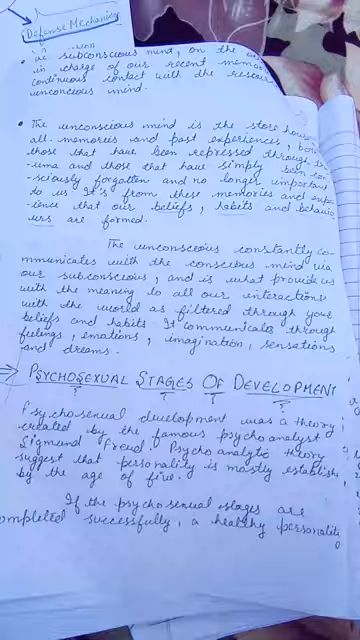 Defense Mechanism
subconscious mind, on the
in charge of our recent memor
continuous contact with the resour
unconcious mind.
• The unconscious mind is the store house
all memories and past experiences, both
those that have been repressed through
uma and those that have simply been con
-sciously forgotten and no longer important
to us. It's from these memories and expe
-ience that our beliefs, habits and behavio
urs are formed.
The unconscious constantly co-
mmunicates with the conscious mind via
our subconscious, and is what provide us
with the meaning to all our interactions
with the world as filtered through your
beliefs and habits. It communicates through
feelings, emotions, imagination, sensations
and dreams.
PSYCHOSEXUAL STAGES OF DEVELOPMENT
Psychosexual development was a theory
created by the famous psychoanalyst
Sigmund Freud. Psychoanalytic theory
suggest that personality is mostly establish
by the age of five.
If the psychosexual stages are
ompleted successfully, a healthy personality